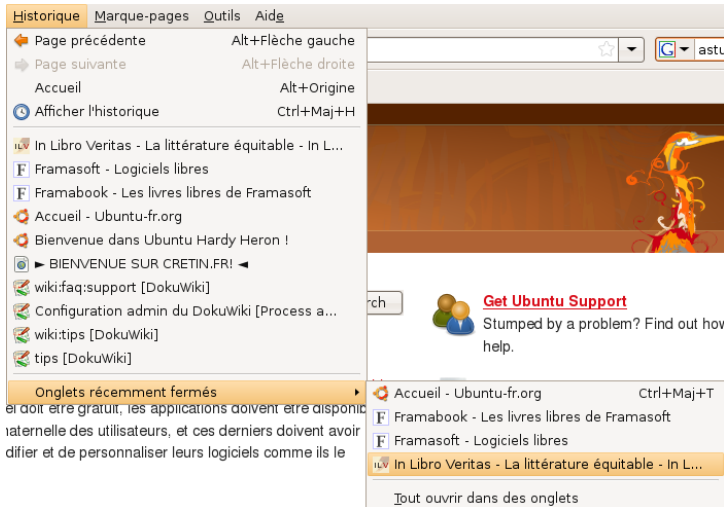 Historique Marque-pages Outils Aide
Page précédente Alt+Flèche gauche
Page suivante Alt+Flèche droite
Accueil Alt+Origine
Afficher l'historique Ctrl+Maj+H
In Libro Veritas - La littérature équitable - In L...
Framasoft - Logiciels libres
Framabook - Les livres libres de Framasoft
Accueil - Ubuntu-fr.org
Bienvenue dans Ubuntu Hardy Heron !
► BIENVENUE SUR CRETIN.FR! ◄
wiki:faq:support [DokuWiki]
Configuration admin du DokuWiki [Process a...
wiki:tips [DokuWiki]
tips [DokuWiki]
Onglets récemment fermés
G astu
rch
Get Ubuntu Support
Stumped by a problem? Find out how
help.
Accueil - Ubuntu-fr.org Ctrl+Maj+T
Framabook - Les livres libres de Framasoft
Framasoft - Logiciels libres
In Libro Veritas - La littérature équitable - In L...
Tout ouvrir dans des onglets
el doit être gratuit, les applications doivent être disponib
naternelle des utilisateurs, et ces derniers doivent avoir
difier et de personnaliser leurs logiciels comme ils le